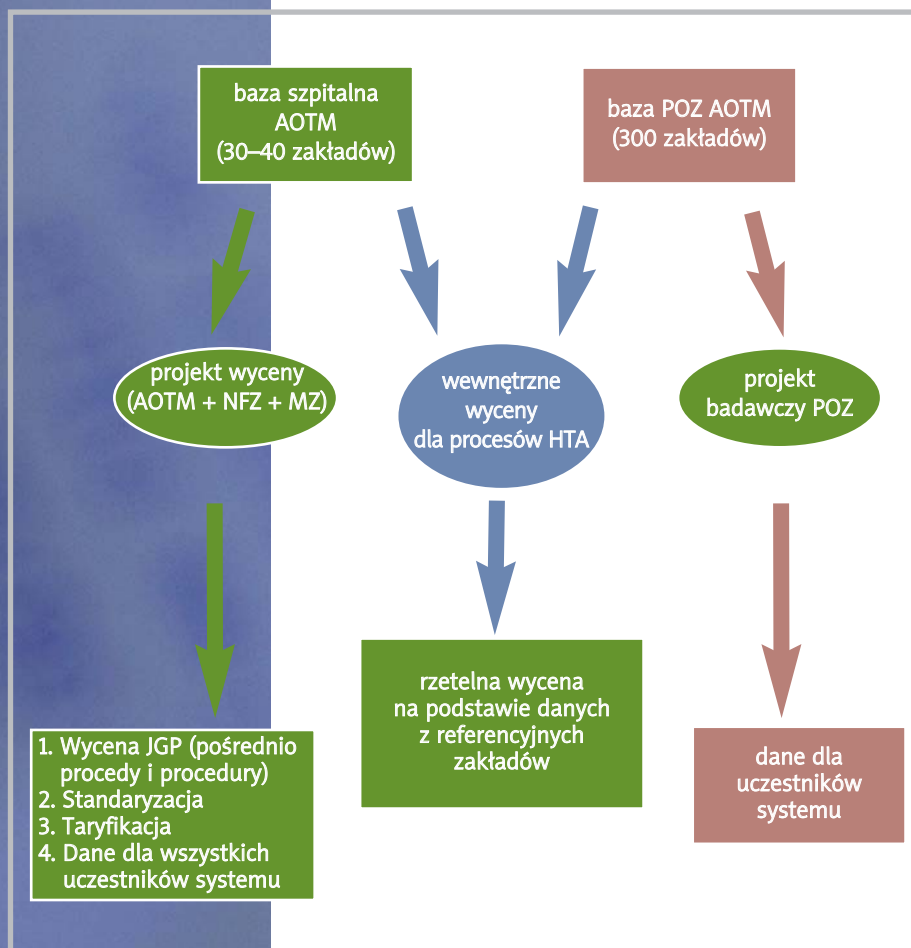 baza szpitalna
AOTM
(30–40 zakładów)
baza POZ AOTM
(300 zakładów)
projekt wyceny
(AOTM + NFZ + MZ)
wewnętrzne
wyceny
dla procesów HTA
projekt
badawczy POZ
rzetelna wycena
na podstawie danych
z referencyjnych
zakładów
1. Wycena JGP (pośrednio
procedy i procedury)
2. Standaryzacja
3. Taryfikacja
4. Dane dla wszystkich
uczestników systemu
dane dla
uczestników
systemu